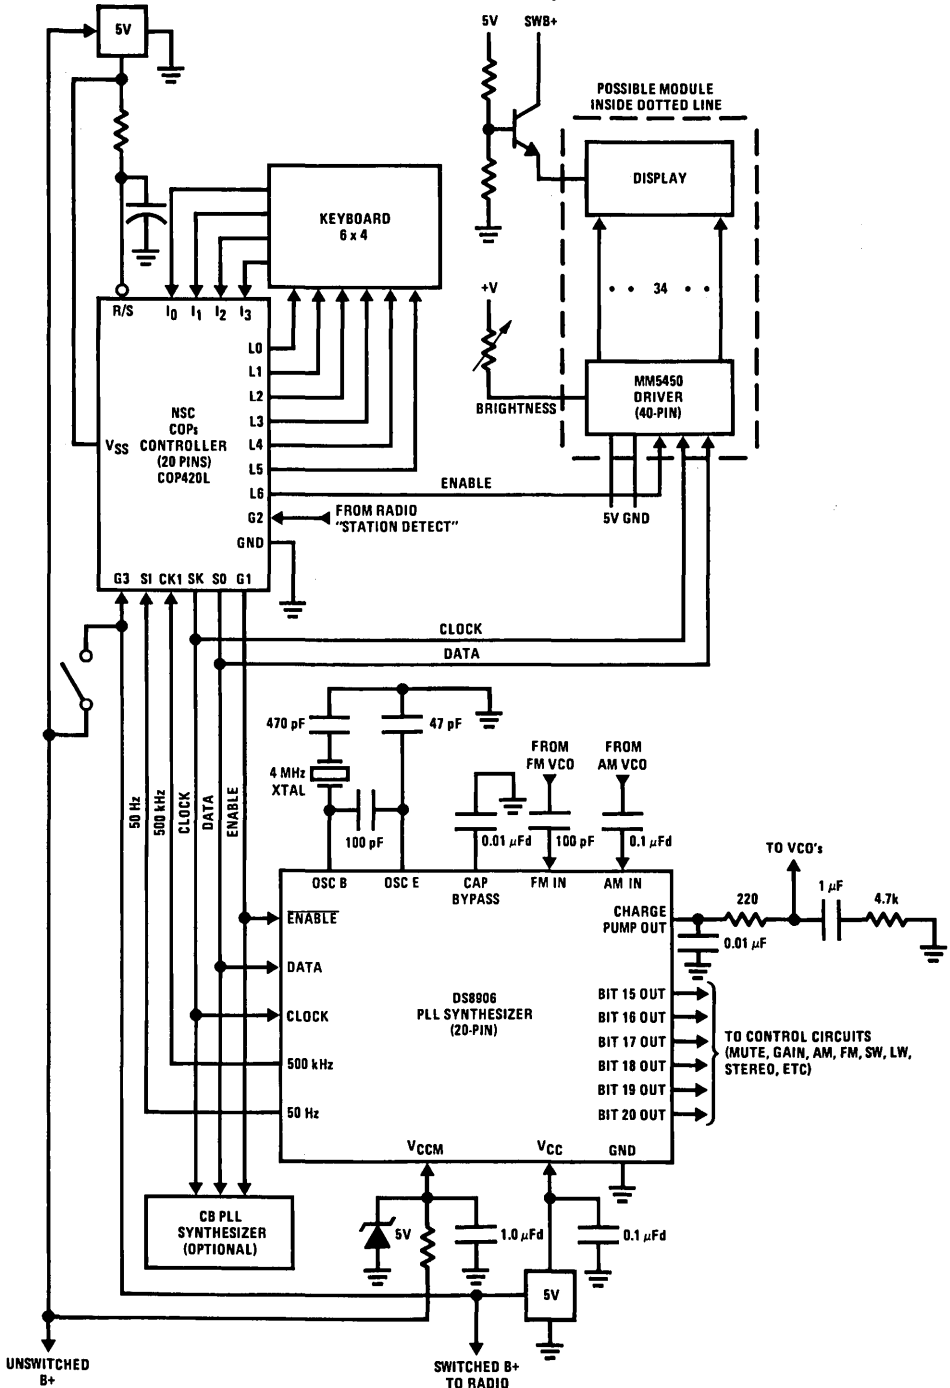 5V
5V
SWB+
POSSIBLE MODULE
INSIDE DOTTED LINE
DISPLAY
KEYBOARD
6 x 4
+V
• • 34 • •
R/S
I0
I1
I2
I3
L0
L1
L2
L3
L4
L5
L6
G2
GND
NSC
COPs
CONTROLLER
(20 PINS)
COP420L
VSS
G3
SI
CK1
SK
SO
G1
MM5450
DRIVER
(40-PIN)
BRIGHTNESS
ENABLE
5V GND
FROM RADIO
"STATION DETECT"
CLOCK
DATA
470 pF
47 pF
4 MHz
XTAL
100 pF
FROM
FM VCO
FROM
AM VCO
0.01 μFd
100 pF
0.1 μFd
50 Hz
500 kHz
CLOCK
DATA
ENABLE
OSC B
OSC E
CAP
BYPASS
FM IN
AM IN
TO VCO's
220
1 μF
4.7k
0.01 μF
ENABLE
DATA
CLOCK
500 kHz
50 Hz
DS8906
PLL SYNTHESIZER
(20-PIN)
CHARGE
PUMP OUT
BIT 15 OUT
BIT 16 OUT
BIT 17 OUT
BIT 18 OUT
BIT 19 OUT
BIT 20 OUT
TO CONTROL CIRCUITS
(MUTE, GAIN, AM, FM, SW, LW,
STEREO, ETC)
VCCM
VCC
GND
CB PLL
SYNTHESIZER
(OPTIONAL)
5V
1.0 μFd
0.1 μFd
5V
UNSWITCHED
B+
SWITCHED B+
TO RADIO